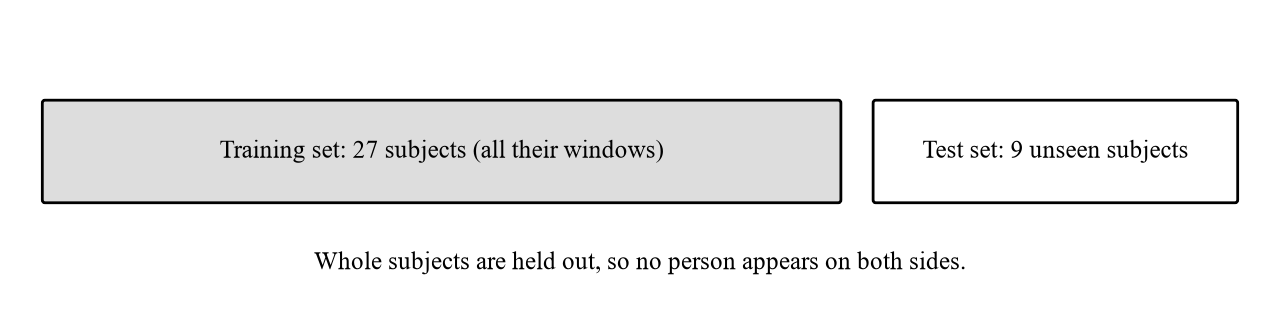 Training set: 27 subjects (all their windows)
Test set: 9 unseen subjects
Whole subjects are held out, so no person appears on both sides.